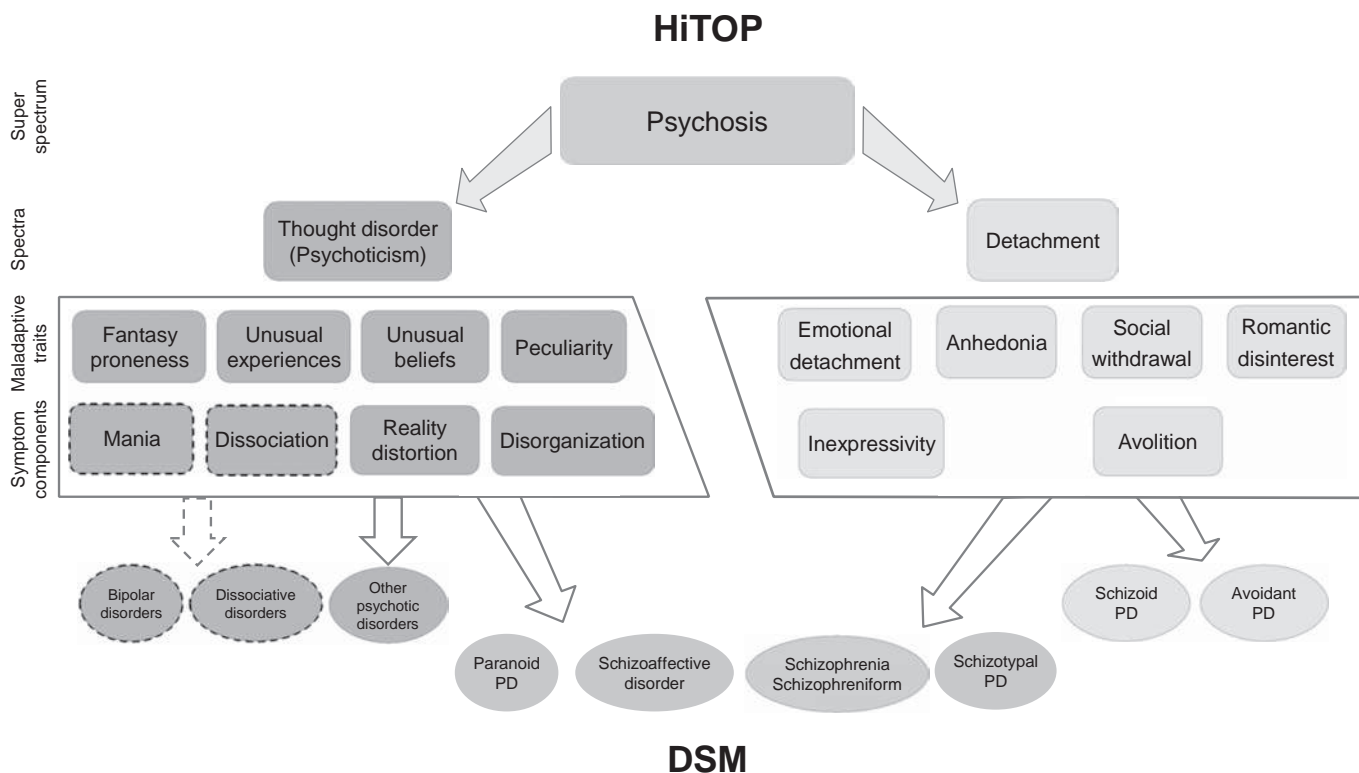 HiTOP
Super
spectrum
Psychosis
Spectra
Thought disorder
(Psychoticism)
Detachment
Maladaptive
traits
Fantasy
proneness
Unusual
experiences
Unusual
beliefs
Peculiarity
Emotional
detachment
Anhedonia
Social
withdrawal
Romantic
disinterest
Symptom
components
Mania
Dissociation
Reality
distortion
Disorganization
Inexpressivity
Avolition
Bipolar
disorders
Dissociative
disorders
Other
psychotic
disorders
Schizoid
PD
Avoidant
PD
Paranoid
PD
Schizoaffective
disorder
Schizophrenia
Schizophreniform
Schizotypal
PD
DSM